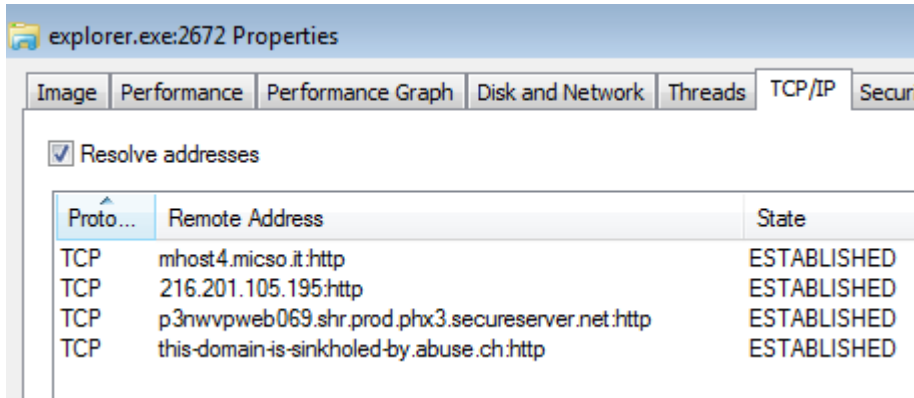 explorer.exe:2672 Properties
Image Performance Performance Graph Disk and Network Threads TCP/IP Secur
Resolve addresses
Proto... Remote Address State
TCP mhost4.micso.it:http ESTABLISHED
TCP 216.201.105.195:http ESTABLISHED
TCP p3nwvpweb069.shr.prod.phx3.secureserver.net:http ESTABLISHED
TCP this-domain-is-sinkholed-by.abuse.ch:http ESTABLISHED